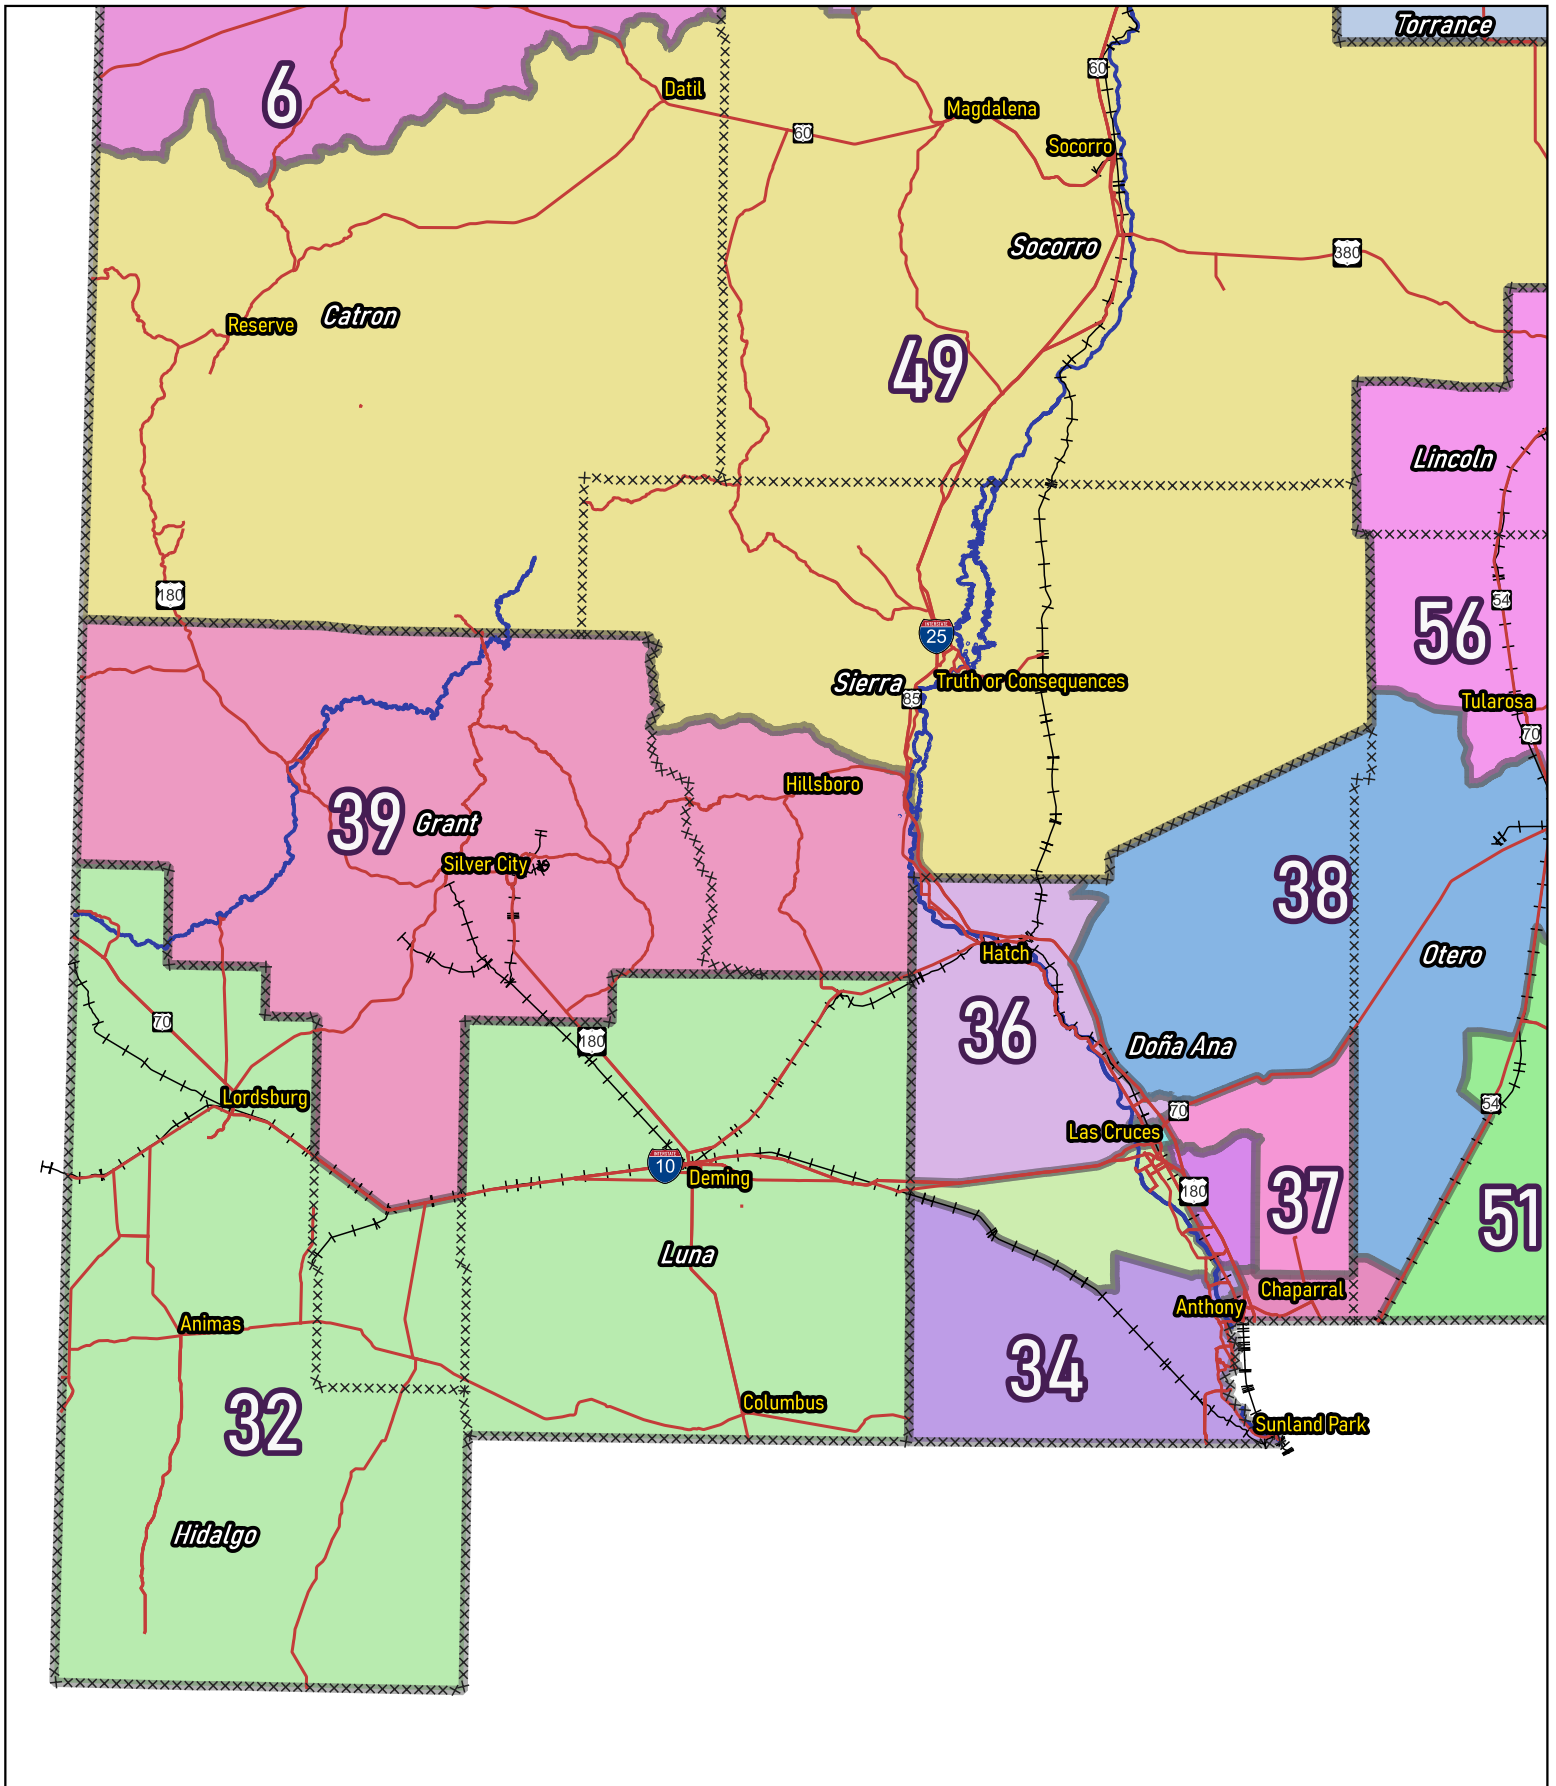 Torrance
60
6
Datil
Magdalena
60
Socorro
Socorro
380
Reserve
Catron
49
Lincoln
180
54
56
INTERSTATE
25
Sierra
Truth or Consequences
85
Tularosa
70
Hillsboro
39
Grant
Silver City
38
Hatch
Otero
70
36
180
Doña Ana
Lordsburg
54
70
Las Cruces
INTERSTATE
10
Deming
180
37
51
Luna
Chaparral
Anthony
Animas
34
Columbus
32
Sunland Park
Hidalgo